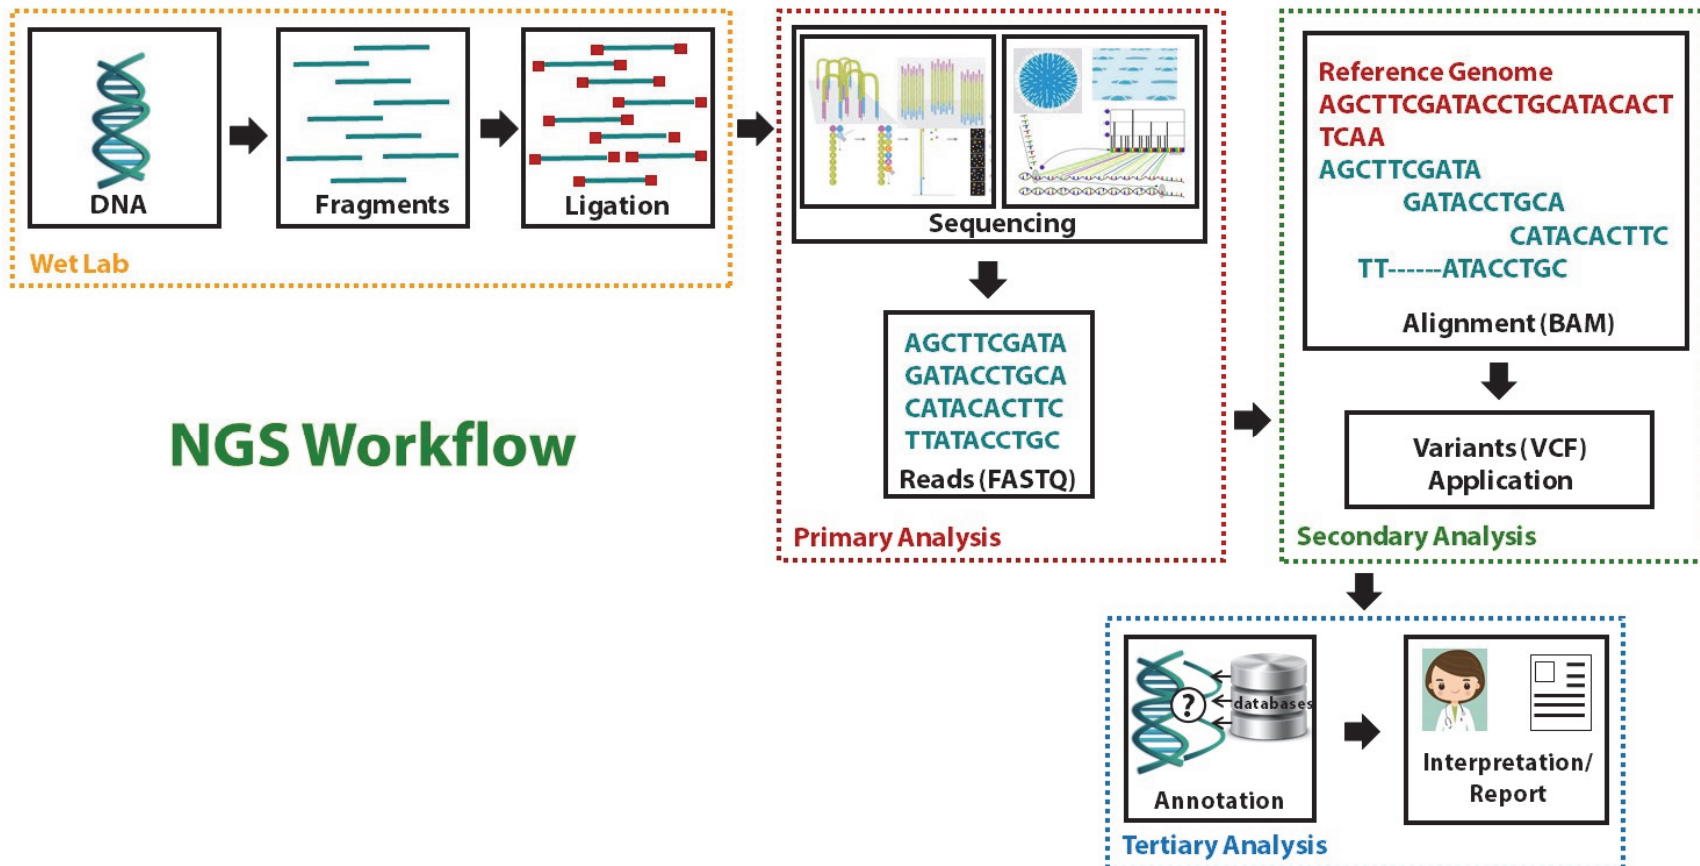 DNA
Fragments
Ligation
Wet Lab
NGS Workflow
Sequencing
AGCTTCGATA
GATACCTGCA
CATACACTTC
TTATACCTGC
Reads (FASTQ)
Primary Analysis
Reference Genome
AGCTTCGATACCTGCATACACT
TCAA
AGCTTCGATA
GATACCTGCA
CATACACTTC
TT------ATACCTGC
Alignment (BAM)
Variants (VCF)
Application
Secondary Analysis
?
databases
Annotation
Interpretation/
Report
Tertiary Analysis